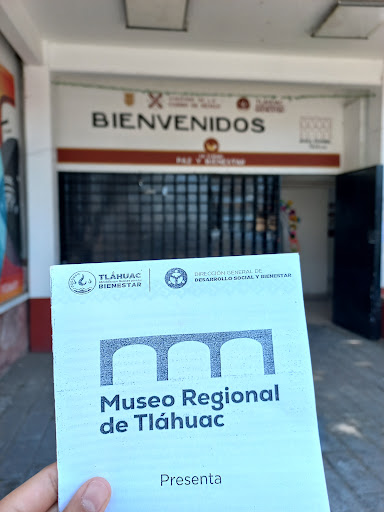 BIENVENIDOS
PAZ Y BIENESTAR
TLÁHUAC
BIENESTAR
DIRECCIÓN GENERAL DE
DESARROLLO SOCIAL Y BIENESTAR
Museo Regional
de Tláhuac
Presenta